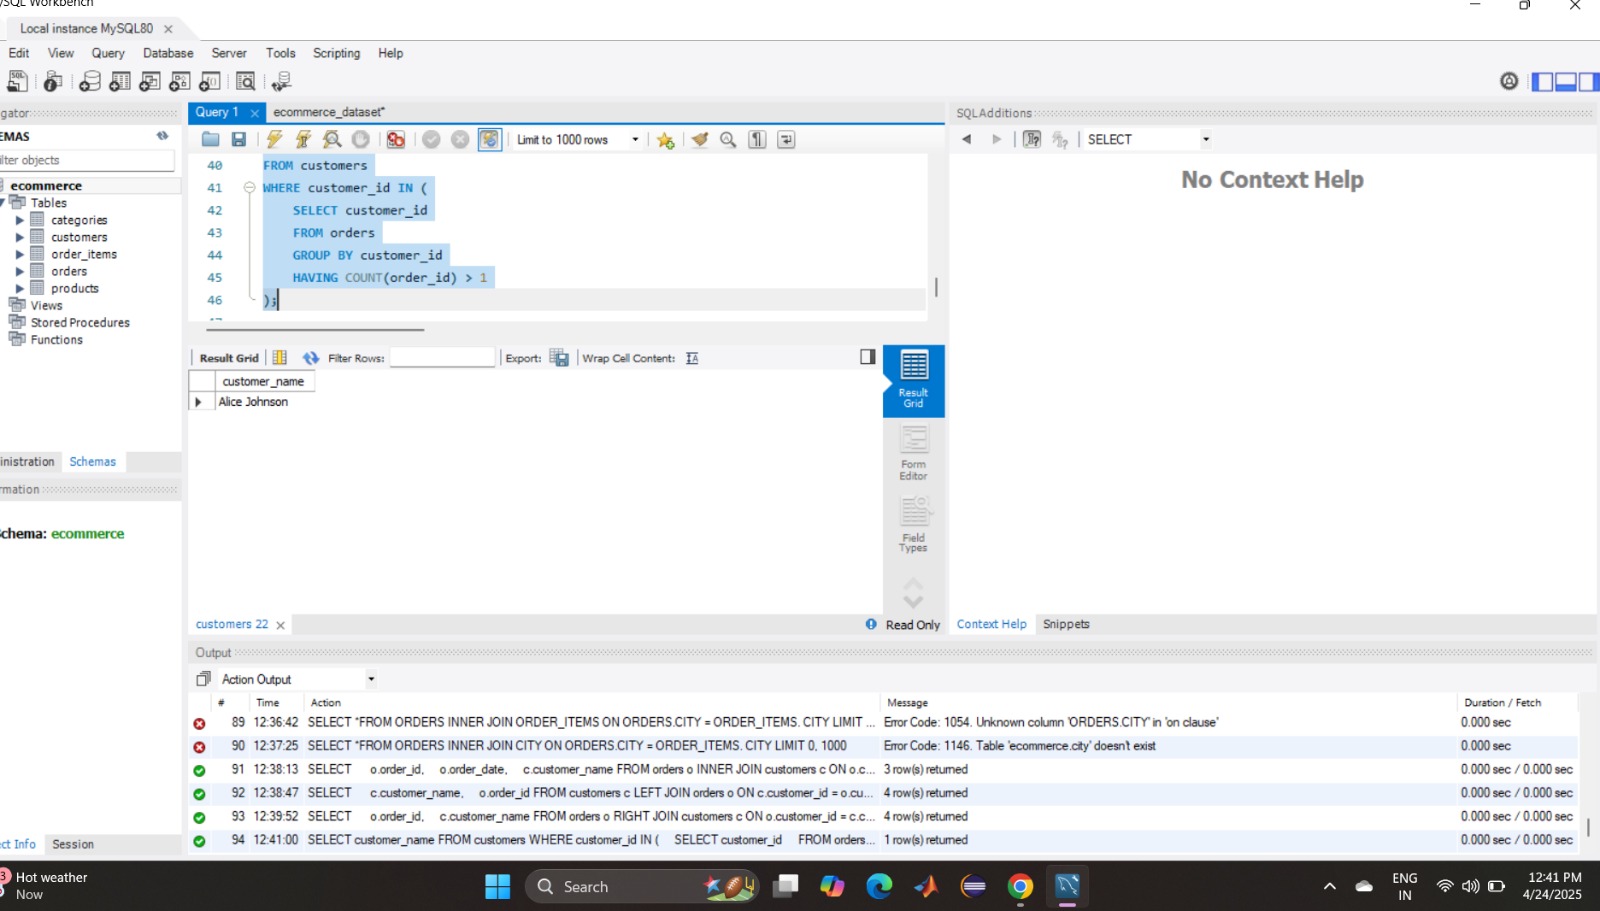 MySQL Workbench
Local instance MySQL80
Edit View Query Database Server Tools Scripting Help
gator
EMAS
ilter objects
ecommerce
Tables
categories
customers
order_items
orders
products
Views
Stored Procedures
Functions
inistration Schemas
rmation
chema: ecommerce
ct Info Session
Query 1 ecommerce_dataset*
Limit to 1000 rows
40 FROM customers
41 WHERE customer_id IN (
42 SELECT customer_id
43 FROM orders
44 GROUP BY customer_id
45 HAVING COUNT(order_id) > 1
46 );
Result Grid Filter Rows: Export: Wrap Cell Content:
customer_name
Alice Johnson
Result
Grid
Form
Editor
Field
Types
customers 22 Read Only
SQLAdditions
SELECT
No Context Help
Context Help Snippets
Output
Action Output
# Time Action Message Duration / Fetch
89 12:36:42 SELECT *FROM ORDERS INNER JOIN ORDER_ITEMS ON ORDERS.CITY = ORDER_ITEMS. CITY LIMIT ... Error Code: 1054. Unknown column 'ORDERS.CITY' in 'on clause' 0.000 sec
90 12:37:25 SELECT *FROM ORDERS INNER JOIN CITY ON ORDERS.CITY = ORDER_ITEMS. CITY LIMIT 0, 1000 Error Code: 1146. Table 'ecommerce.city' doesn't exist 0.000 sec
91 12:38:13 SELECT o.order_id, o.order_date, c.customer_name FROM orders o INNER JOIN customers c ON o.c... 3 row(s) returned 0.000 sec / 0.000 sec
92 12:38:47 SELECT c.customer_name, o.order_id FROM customers c LEFT JOIN orders o ON c.customer_id = o.cu... 4 row(s) returned 0.000 sec / 0.000 sec
93 12:39:52 SELECT o.order_id, c.customer_name FROM orders o RIGHT JOIN customers c ON o.customer_id = c.c... 4 row(s) returned 0.000 sec / 0.000 sec
94 12:41:00 SELECT customer_name FROM customers WHERE customer_id IN ( SELECT customer_id FROM orders... 1 row(s) returned 0.000 sec / 0.000 sec
3
Hot weather
Now
Search
ENG
IN
12:41 PM
4/24/2025